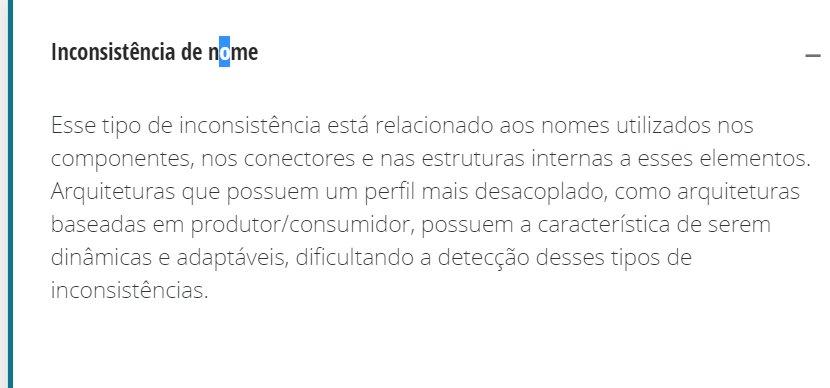 Inconsistência de nome
Esse tipo de inconsistência está relacionado aos nomes utilizados nos
componentes, nos conectores e nas estruturas internas a esses elementos.
Arquiteturas que possuem um perfil mais desacoplado, como arquiteturas
baseadas em produtor/consumidor, possuem a característica de serem
dinâmicas e adaptáveis, dificultando a detecção desses tipos de
inconsistências.